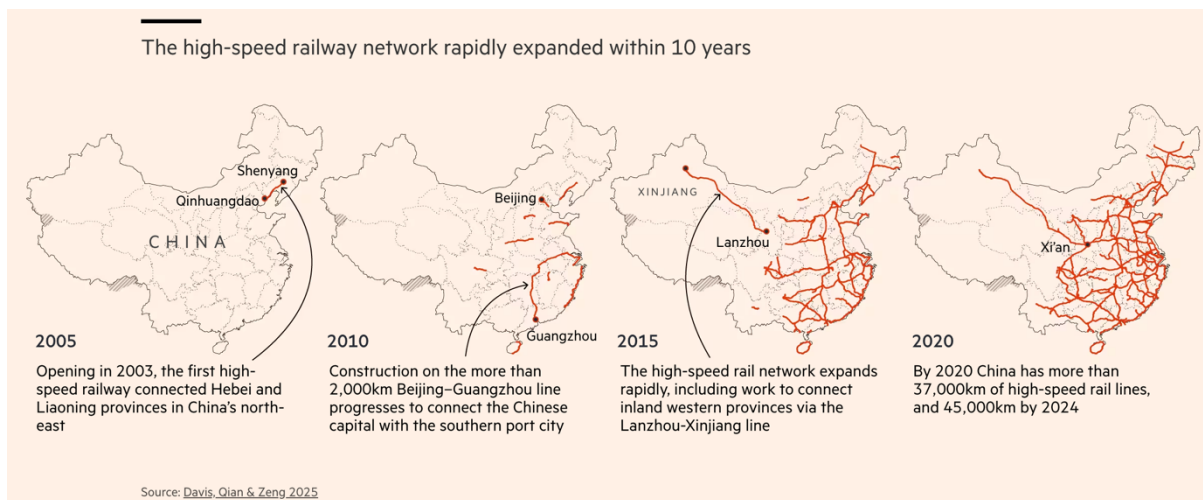 The high-speed railway network rapidly expanded within 10 years
Shenyang
Qinhuangdao
CHINA
2005
Opening in 2003, the first high-
speed railway connected Hebei and
Liaoning provinces in China's north-
east
Beijing
Guangzhou
2010
Construction on the more than
2,000km Beijing–Guangzhou line
progresses to connect the Chinese
capital with the southern port city
XINJIANG
Lanzhou
2015
The high-speed rail network expands
rapidly, including work to connect
inland western provinces via the
Lanzhou-Xinjiang line
Xi'an
2020
By 2020 China has more than
37,000km of high-speed rail lines,
and 45,000km by 2024
Source: Davis, Qian & Zeng 2025